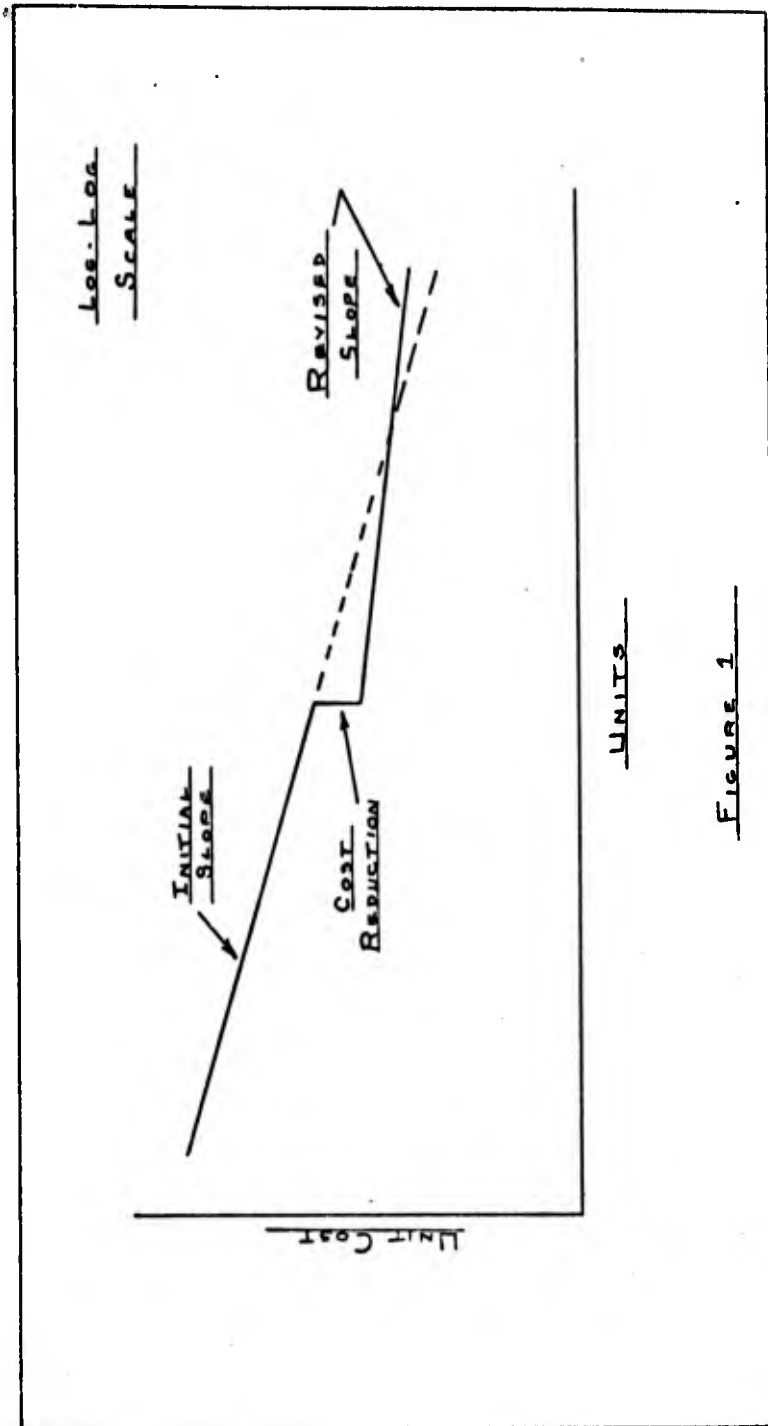 LOG-LOG
SCALE
INITIAL
SLOPE
REVISED
SLOPE
COST
REDUCTION
UNIT COST
UNITS
FIGURE 1